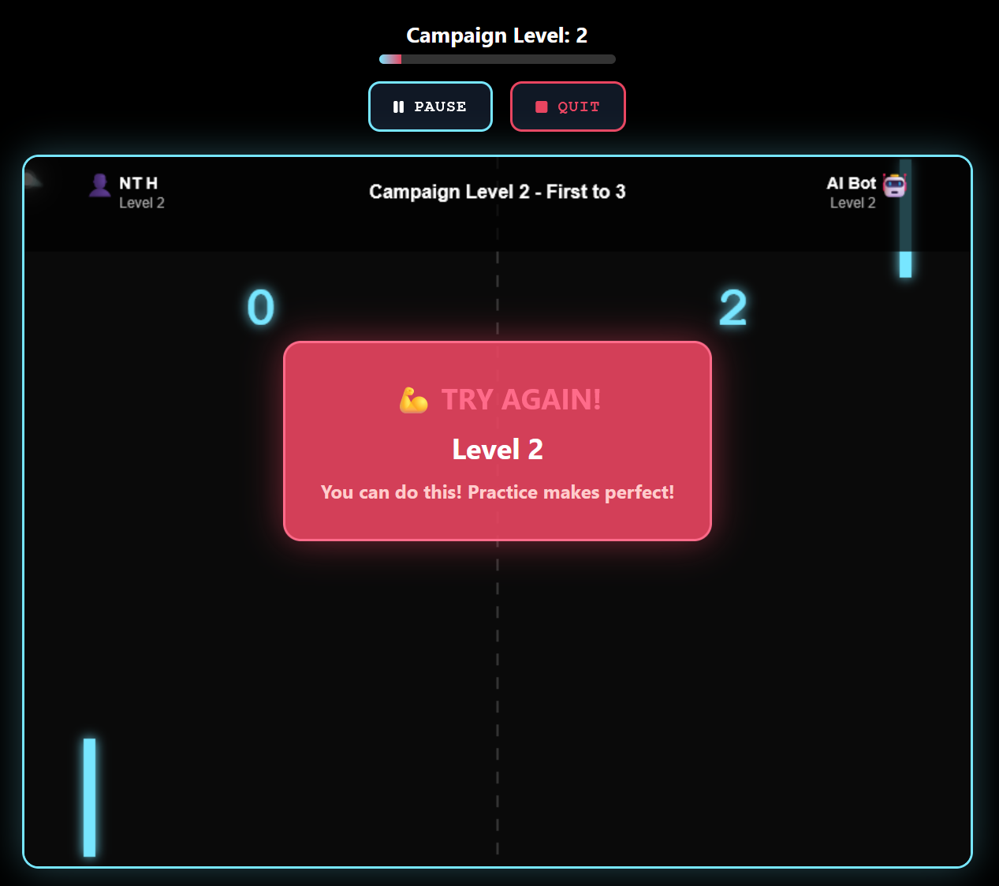 Campaign Level: 2
PAUSE
QUIT
NT H
Level 2
Campaign Level 2 - First to 3
AI Bot
Level 2
0
2
TRY AGAIN!
Level 2
You can do this! Practice makes perfect!